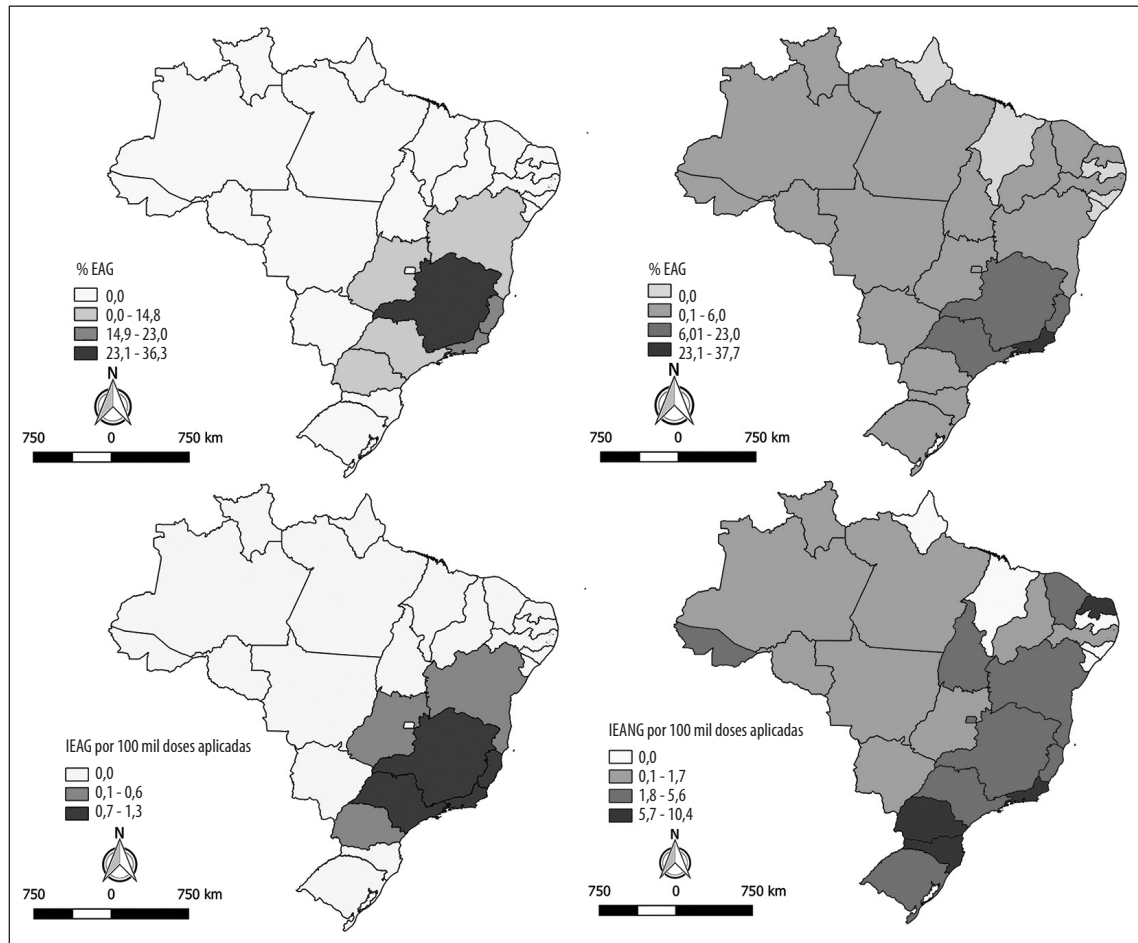 % EAG
0,0
0,0 - 14,8
14,9 - 23,0
23,1 - 36,3
N
750 0 750 km
% EAG
0,0
0,1 - 6,0
6,01 - 23,0
23,1 - 37,7
N
750 0 750 km
IEAG por 100 mil doses aplicadas
0,0
0,1 - 0,6
0,7 - 1,3
N
750 0 750 km
IEANG por 100 mil doses aplicadas
0,0
0,1 - 1,7
1,8 - 5,6
5,7 - 10,4
N
750 0 750 km